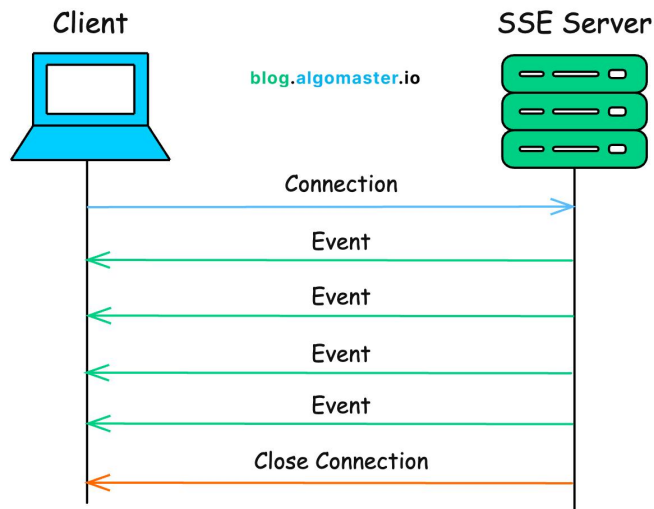 Client
SSE Server
blog.algomaster.io
Connection
Event
Event
Event
Event
Close Connection